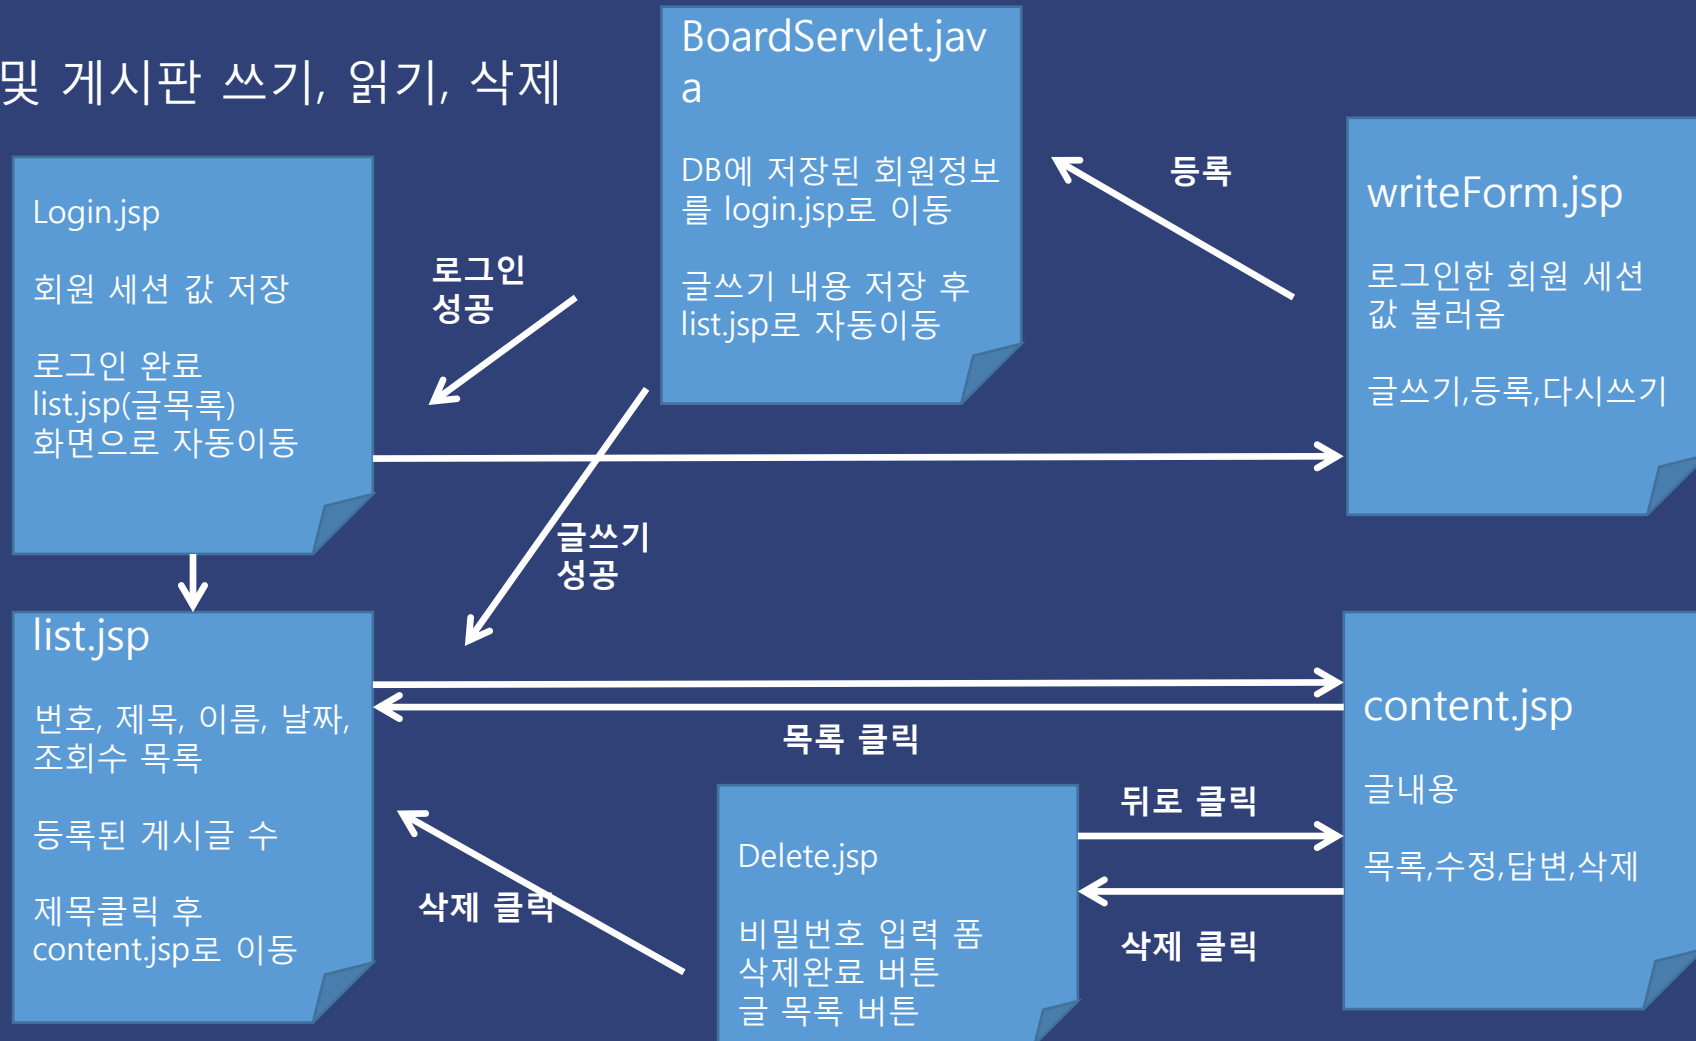 및 게시판 쓰기, 읽기, 삭제
BoardServlet.jav
a
DB에 저장된 회원정보
를 login.jsp로 이동
글쓰기 내용 저장 후
list.jsp로 자동이동
등록
writeForm.jsp
로그인한 회원 세션
값 불러옴
글쓰기,등록,다시쓰기
Login.jsp
회원 세션 값 저장
로그인 완료
list.jsp(글목록)
화면으로 자동이동
로그인
성공
글쓰기
성공
list.jsp
번호, 제목, 이름, 날짜,
조회수 목록
등록된 게시글 수
제목클릭 후
content.jsp로 이동
목록 클릭
삭제 클릭
Delete.jsp
비밀번호 입력 폼
삭제완료 버튼
글 목록 버튼
뒤로 클릭
삭제 클릭
content.jsp
글내용
목록,수정,답변,삭제